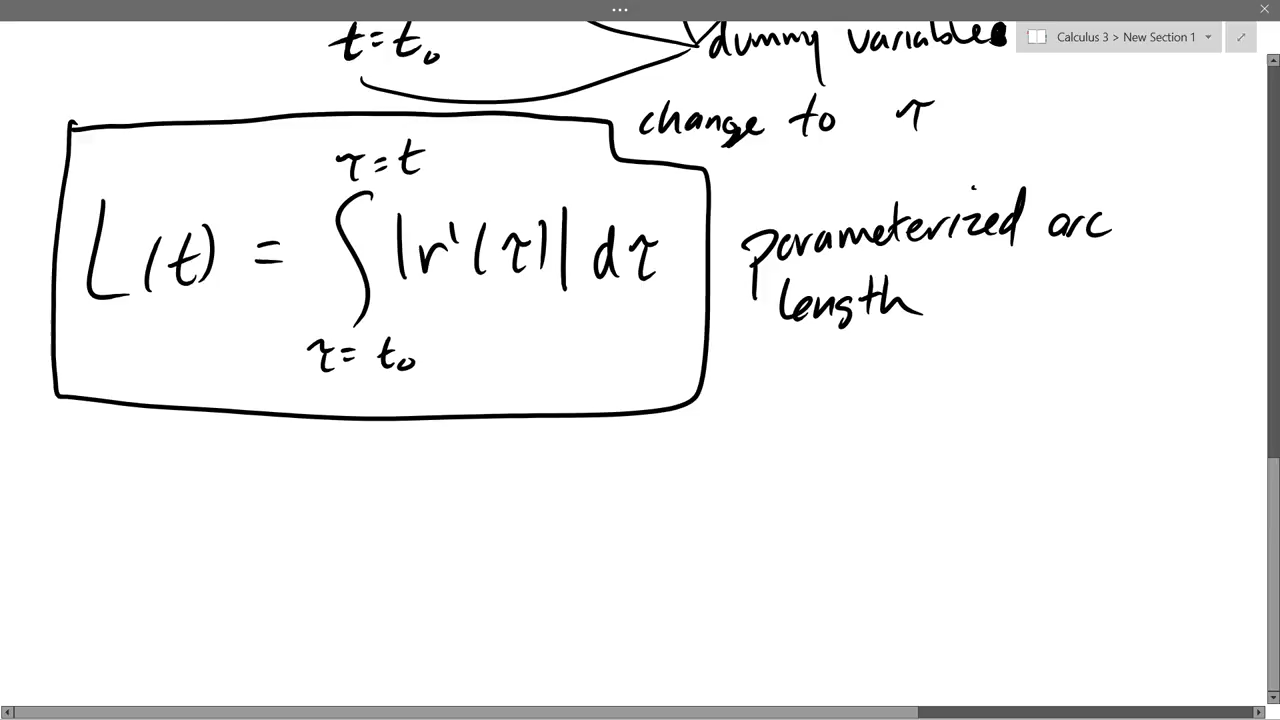 ...
Calculus 3 > New Section 1
t = t₀
dummy variables
change to τ
τ = t
L(t) = ∫ |r'(τ)| dτ
τ = t₀
parameterized arc
length